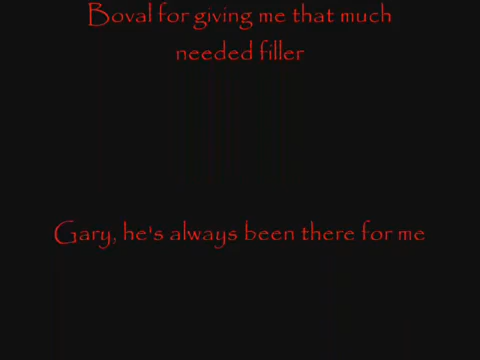 Boval for giving me that much
needed filler
Gary, he's always been there for me